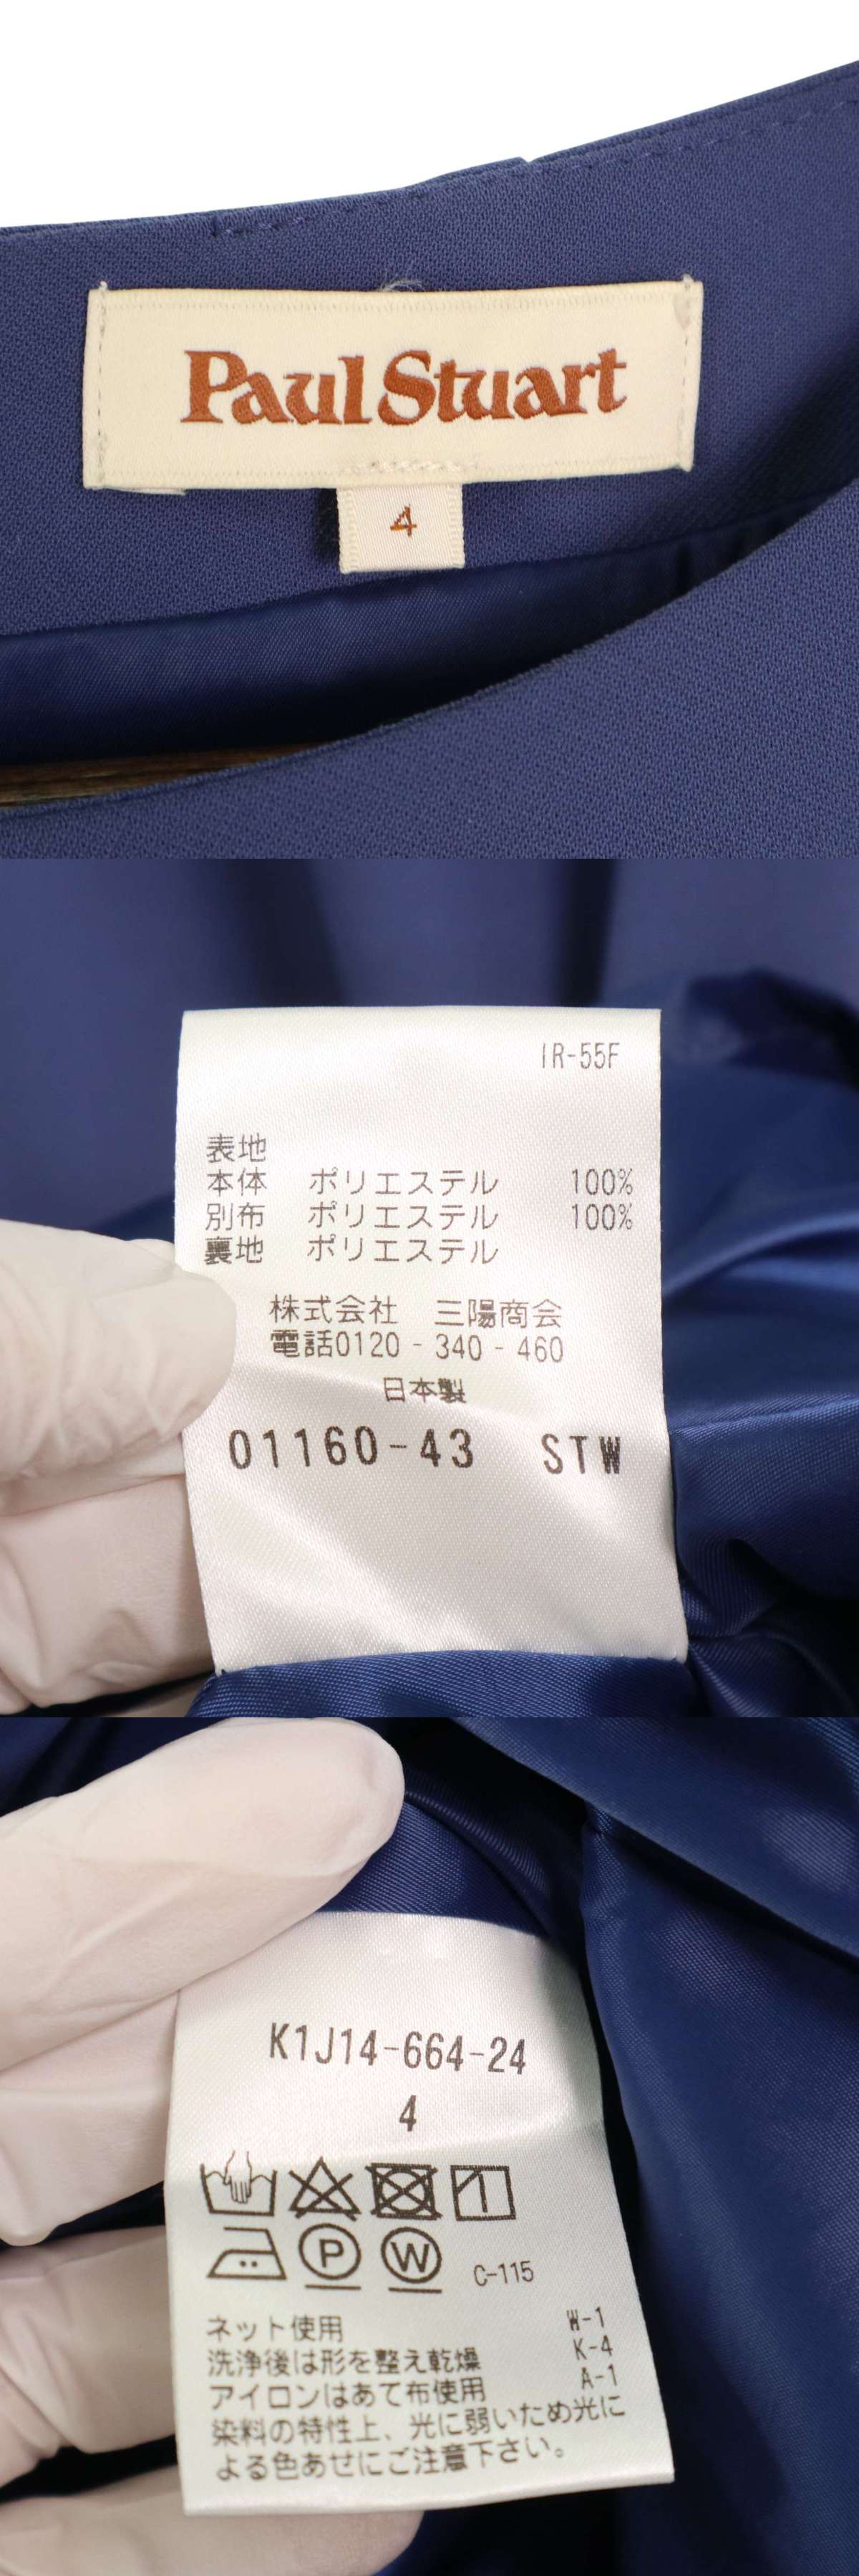 Paul Stuart
4
IR-55F
表地
本体 ポリエステル 100%
別布 ポリエステル 100%
裏地 ポリエステル
株式会社 三陽商会
電話0120-340-460
日本製
01160-43 STW
K1J14-664-24
4
P W C-115
ネット使用 W-1
洗浄後は形を整え乾燥 K-4
アイロンはあて布使用 A-1
染料の特性上、光に弱いため光に
よる色あせにご注意下さい。